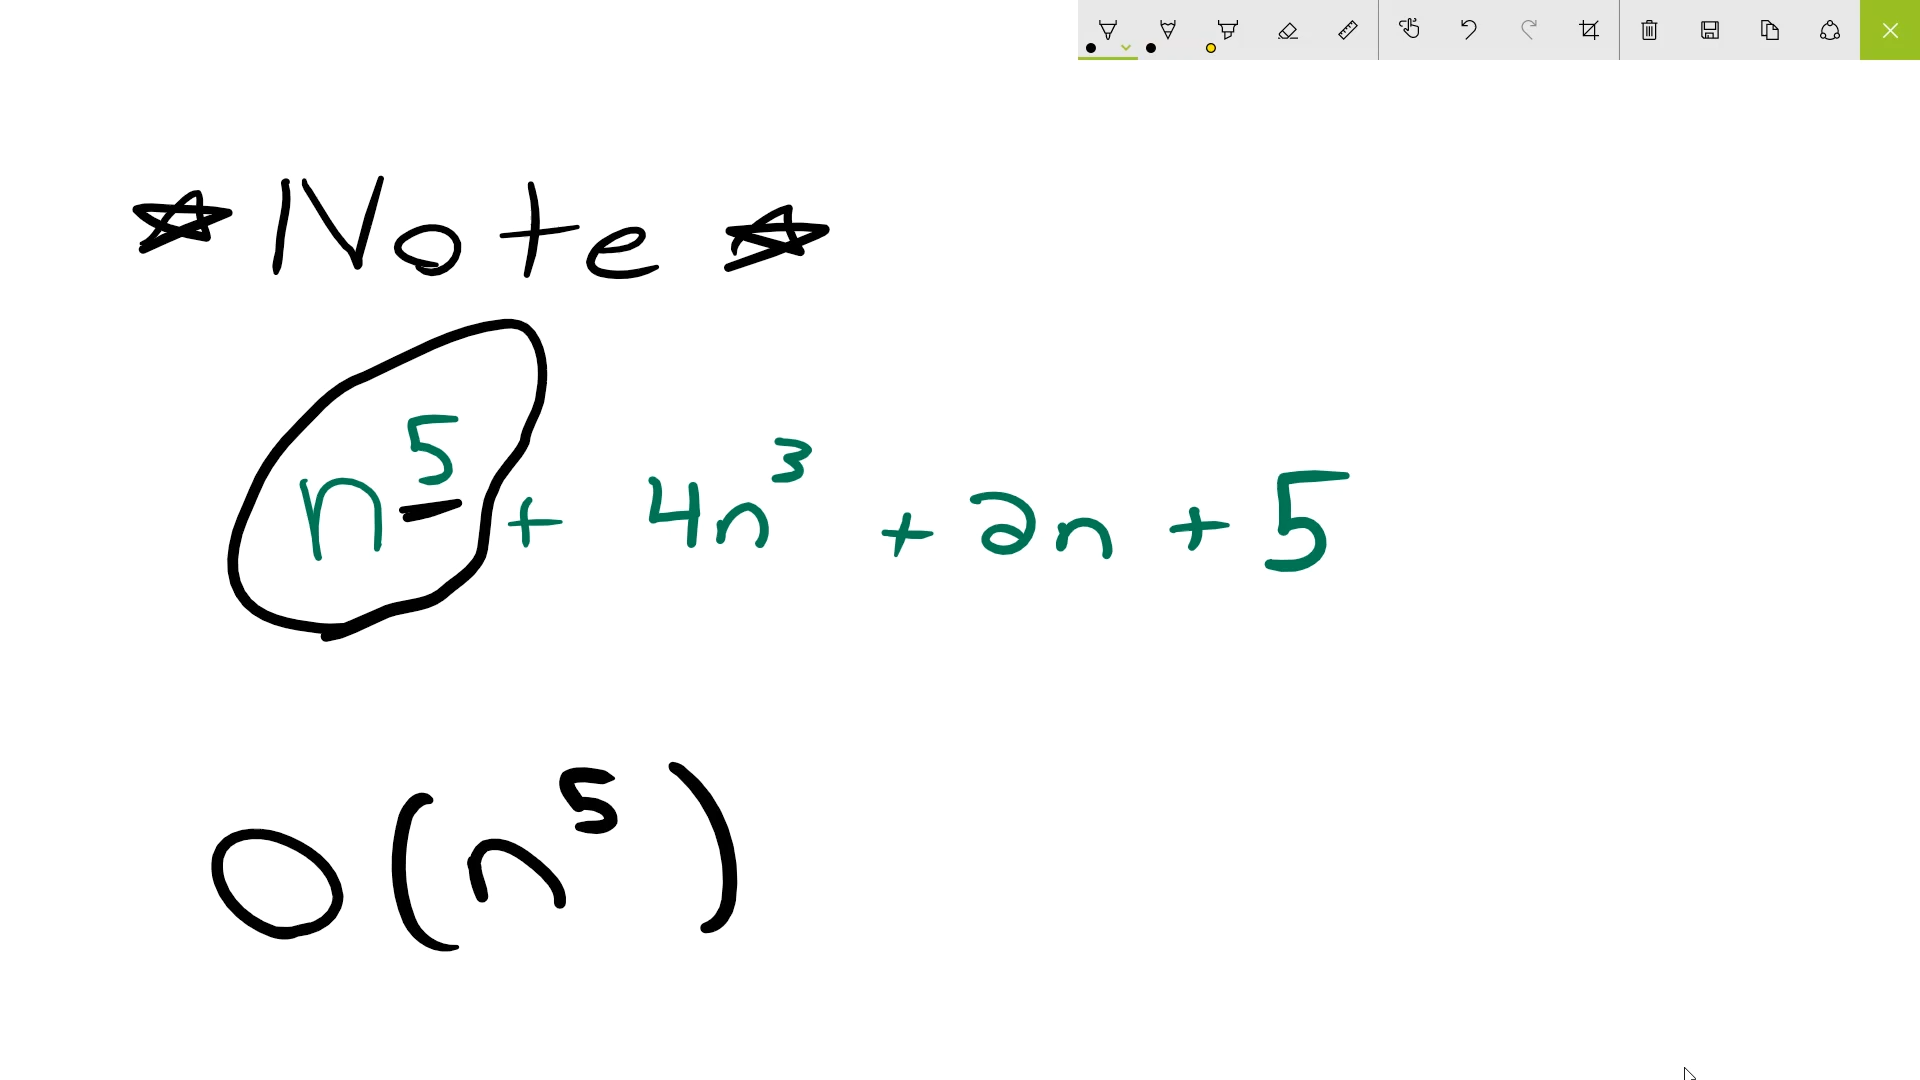 ☆ Note ☆
n⁵ + 4n³ + 2n + 5
O(n⁵)